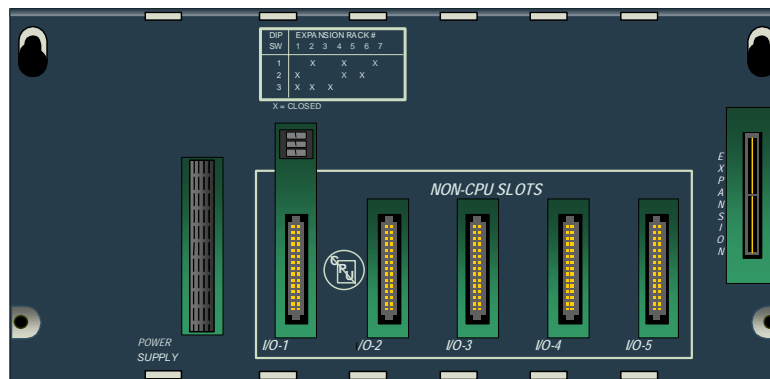 DIP EXPANSION RACK #
SW 1 2 3 4 5 6 7
1 X X X
2 X X X
3 X X X
X = CLOSED
EXPANSION
NON-CPU SLOTS
CRU
I/O-1 I/O-2 I/O-3 I/O-4 I/O-5
POWER
SUPPLY